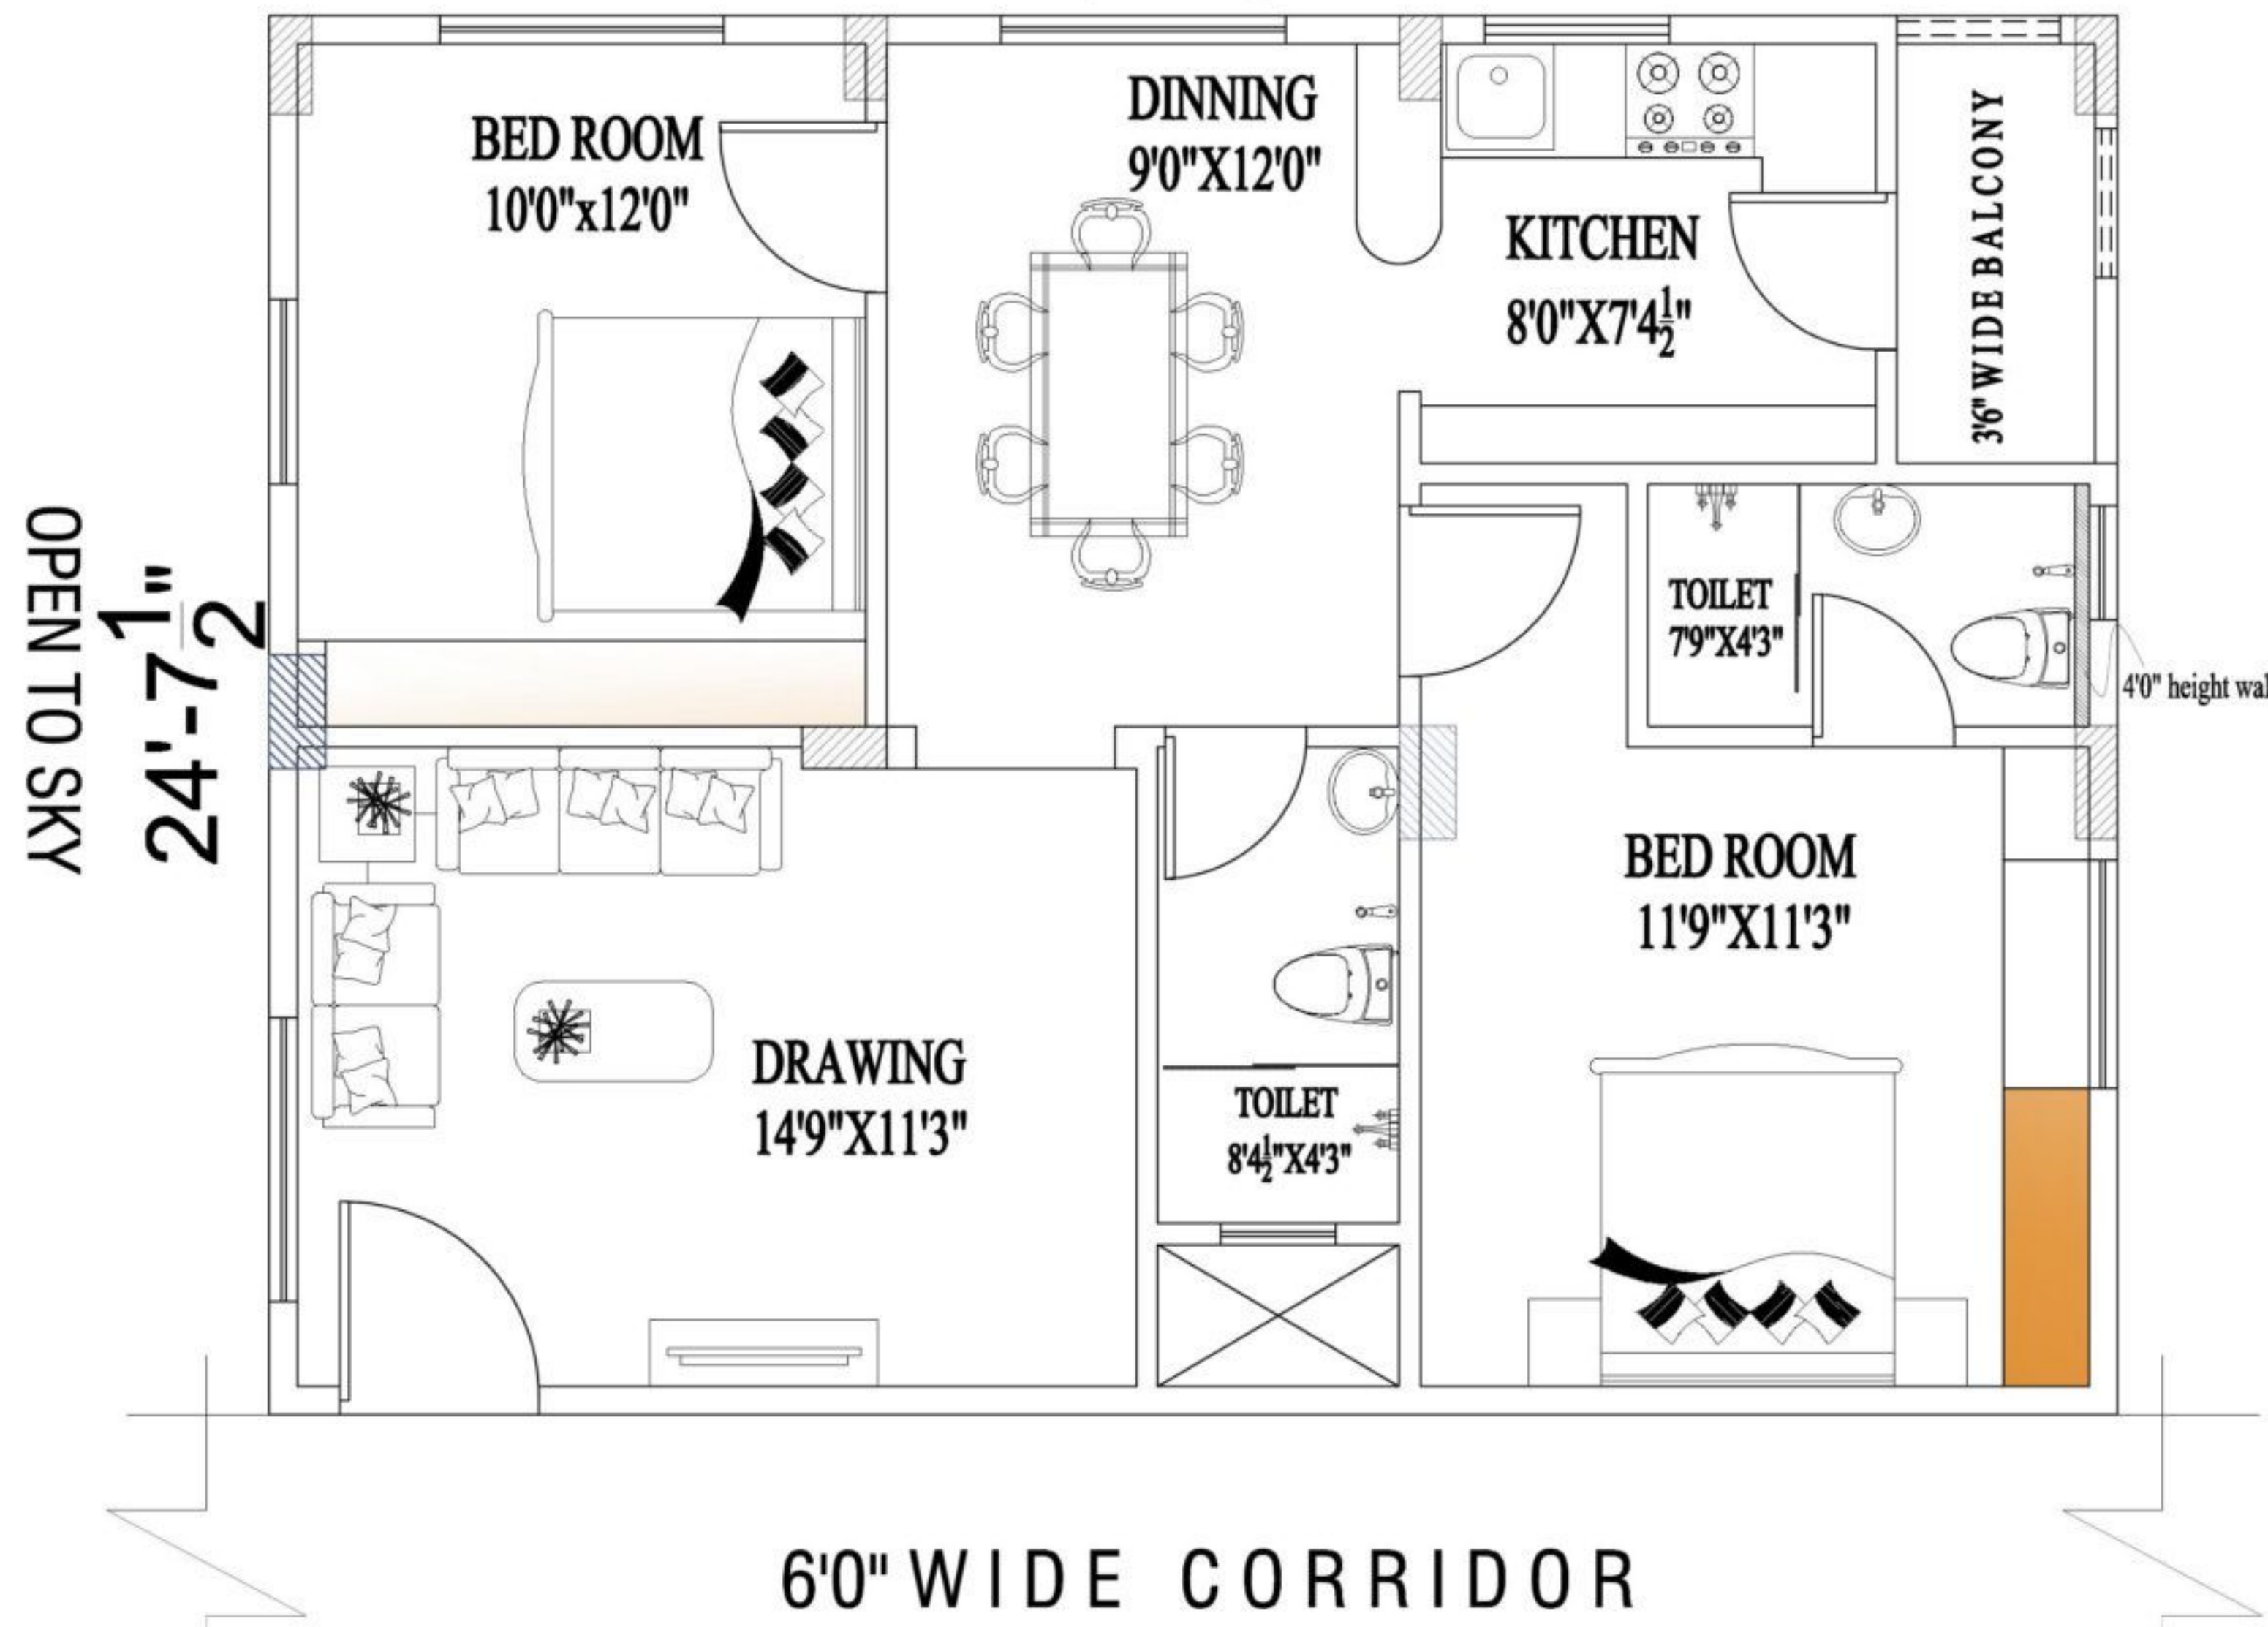 BED ROOM
10'0"x12'0"
DINNING
9'0"X12'0"
KITCHEN
8'0"X7'4½"
3'6" WIDE BALCONY
OPEN TO SKY
24'-7½"
TOILET
7'9"X4'3"
4'0" height wal
BED ROOM
11'9"X11'3"
DRAWING
14'9"X11'3"
TOILET
8'4½"X4'3"
6'0" WIDE CORRIDOR